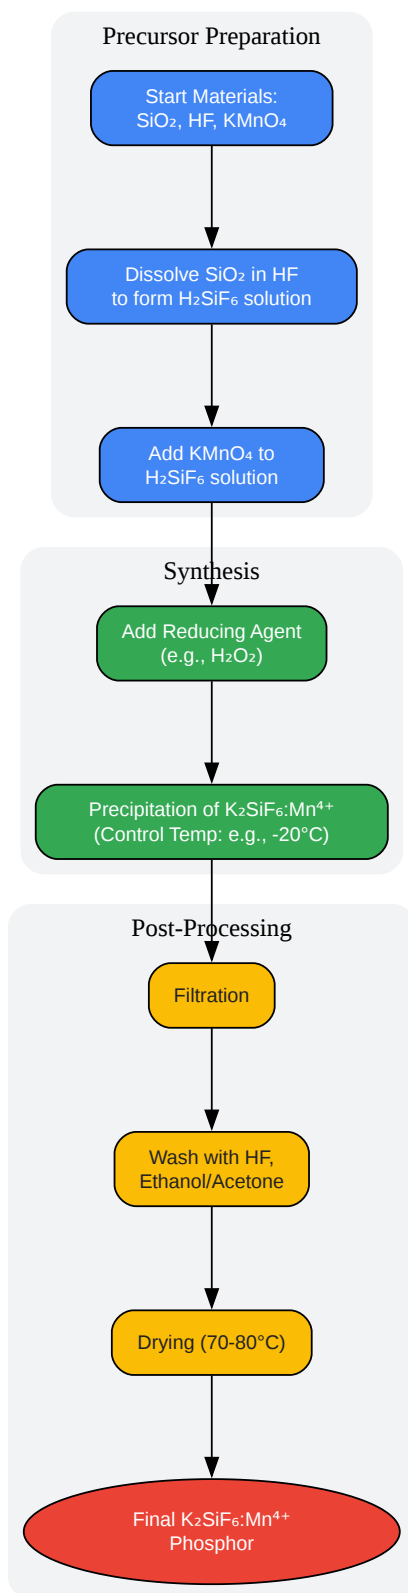 Precursor Preparation
Start Materials:
SiO₂, HF, KMnO₄
Dissolve SiO₂ in HF
to form H₂SiF₆ solution
Add KMnO₄ to
H₂SiF₆ solution
Synthesis
Add Reducing Agent
(e.g., H₂O₂)
Precipitation of K₂SiF₆:Mn⁴⁺
(Control Temp: e.g., -20°C)
Post-Processing
Filtration
Wash with HF,
Ethanol/Acetone
Drying (70-80°C)
Final K₂SiF₆:Mn⁴⁺
Phosphor